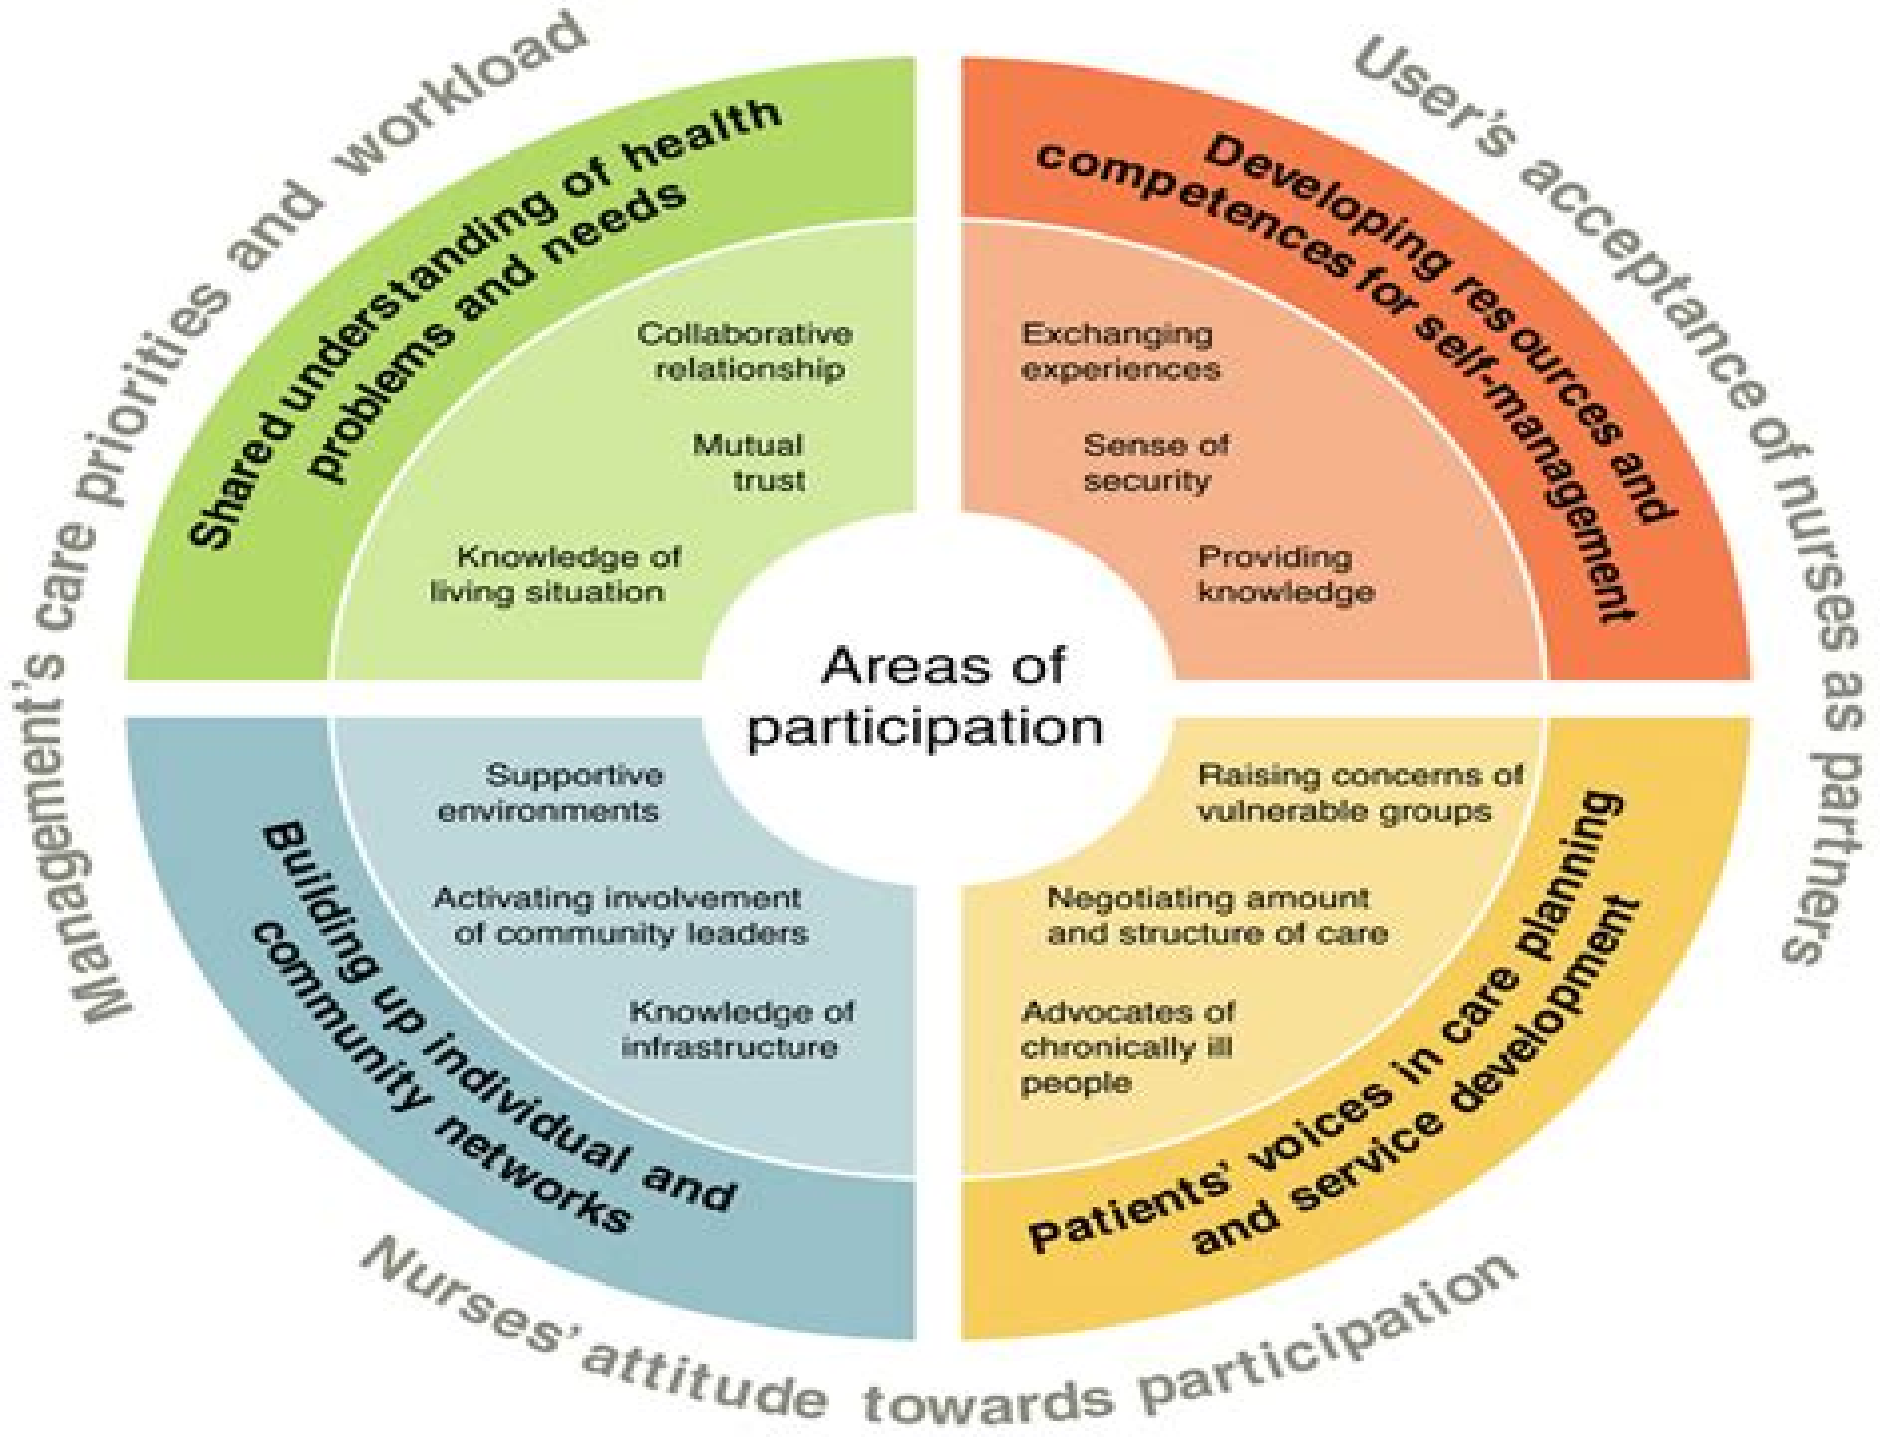 Management's care priorities and workload
User's acceptance of nurses as partners
Nurses' attitude towards participation
Shared understanding of health
problems and needs
Collaborative
relationship
Mutual
trust
Knowledge of
living situation
Developing resources and
competences for self-management
Exchanging
experiences
Sense of
security
Providing
knowledge
Areas of
participation
Building up individual and
community networks
Supportive
environments
Activating involvement
of community leaders
Knowledge of
infrastructure
Patients' voices in care planning
and service development
Raising concerns of
vulnerable groups
Negotiating amount
and structure of care
Advocates of
chronically ill
people